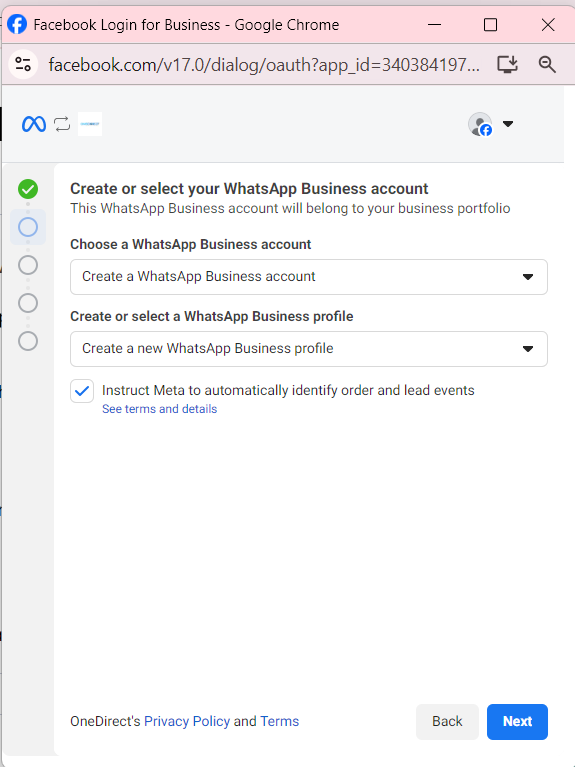 Facebook Login for Business - Google Chrome
facebook.com/v17.0/dialog/oauth?app_id=340384197...
Create or select your WhatsApp Business account
This WhatsApp Business account will belong to your business portfolio
Choose a WhatsApp Business account
Create a WhatsApp Business account
Create or select a WhatsApp Business profile
Create a new WhatsApp Business profile
Instruct Meta to automatically identify order and lead events
See terms and details
OneDirect's Privacy Policy and Terms
Back
Next